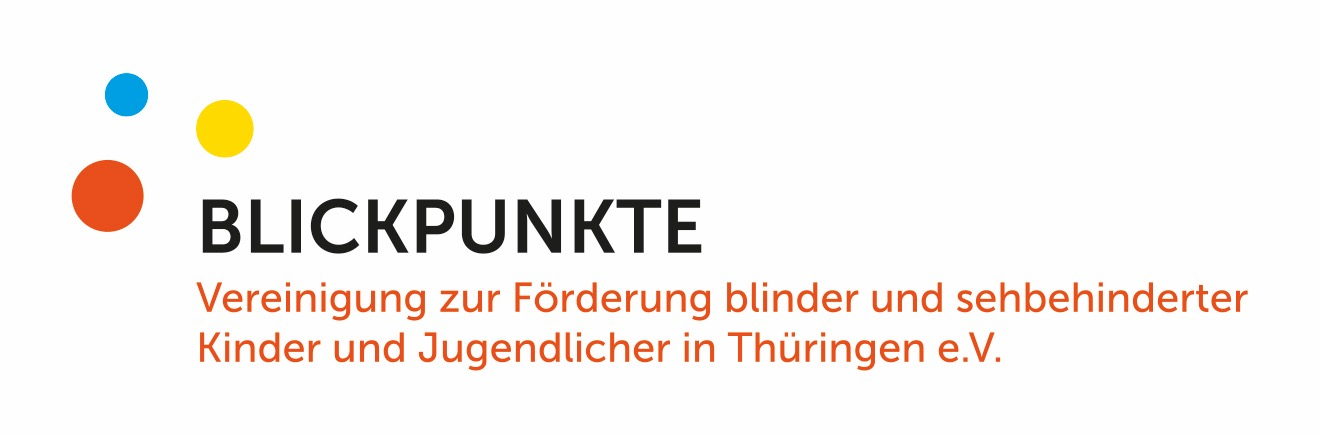 BLICKPUNKTE
Vereinigung zur Förderung blinder und sehbehinderter
Kinder und Jugendlicher in Thüringen e.V.